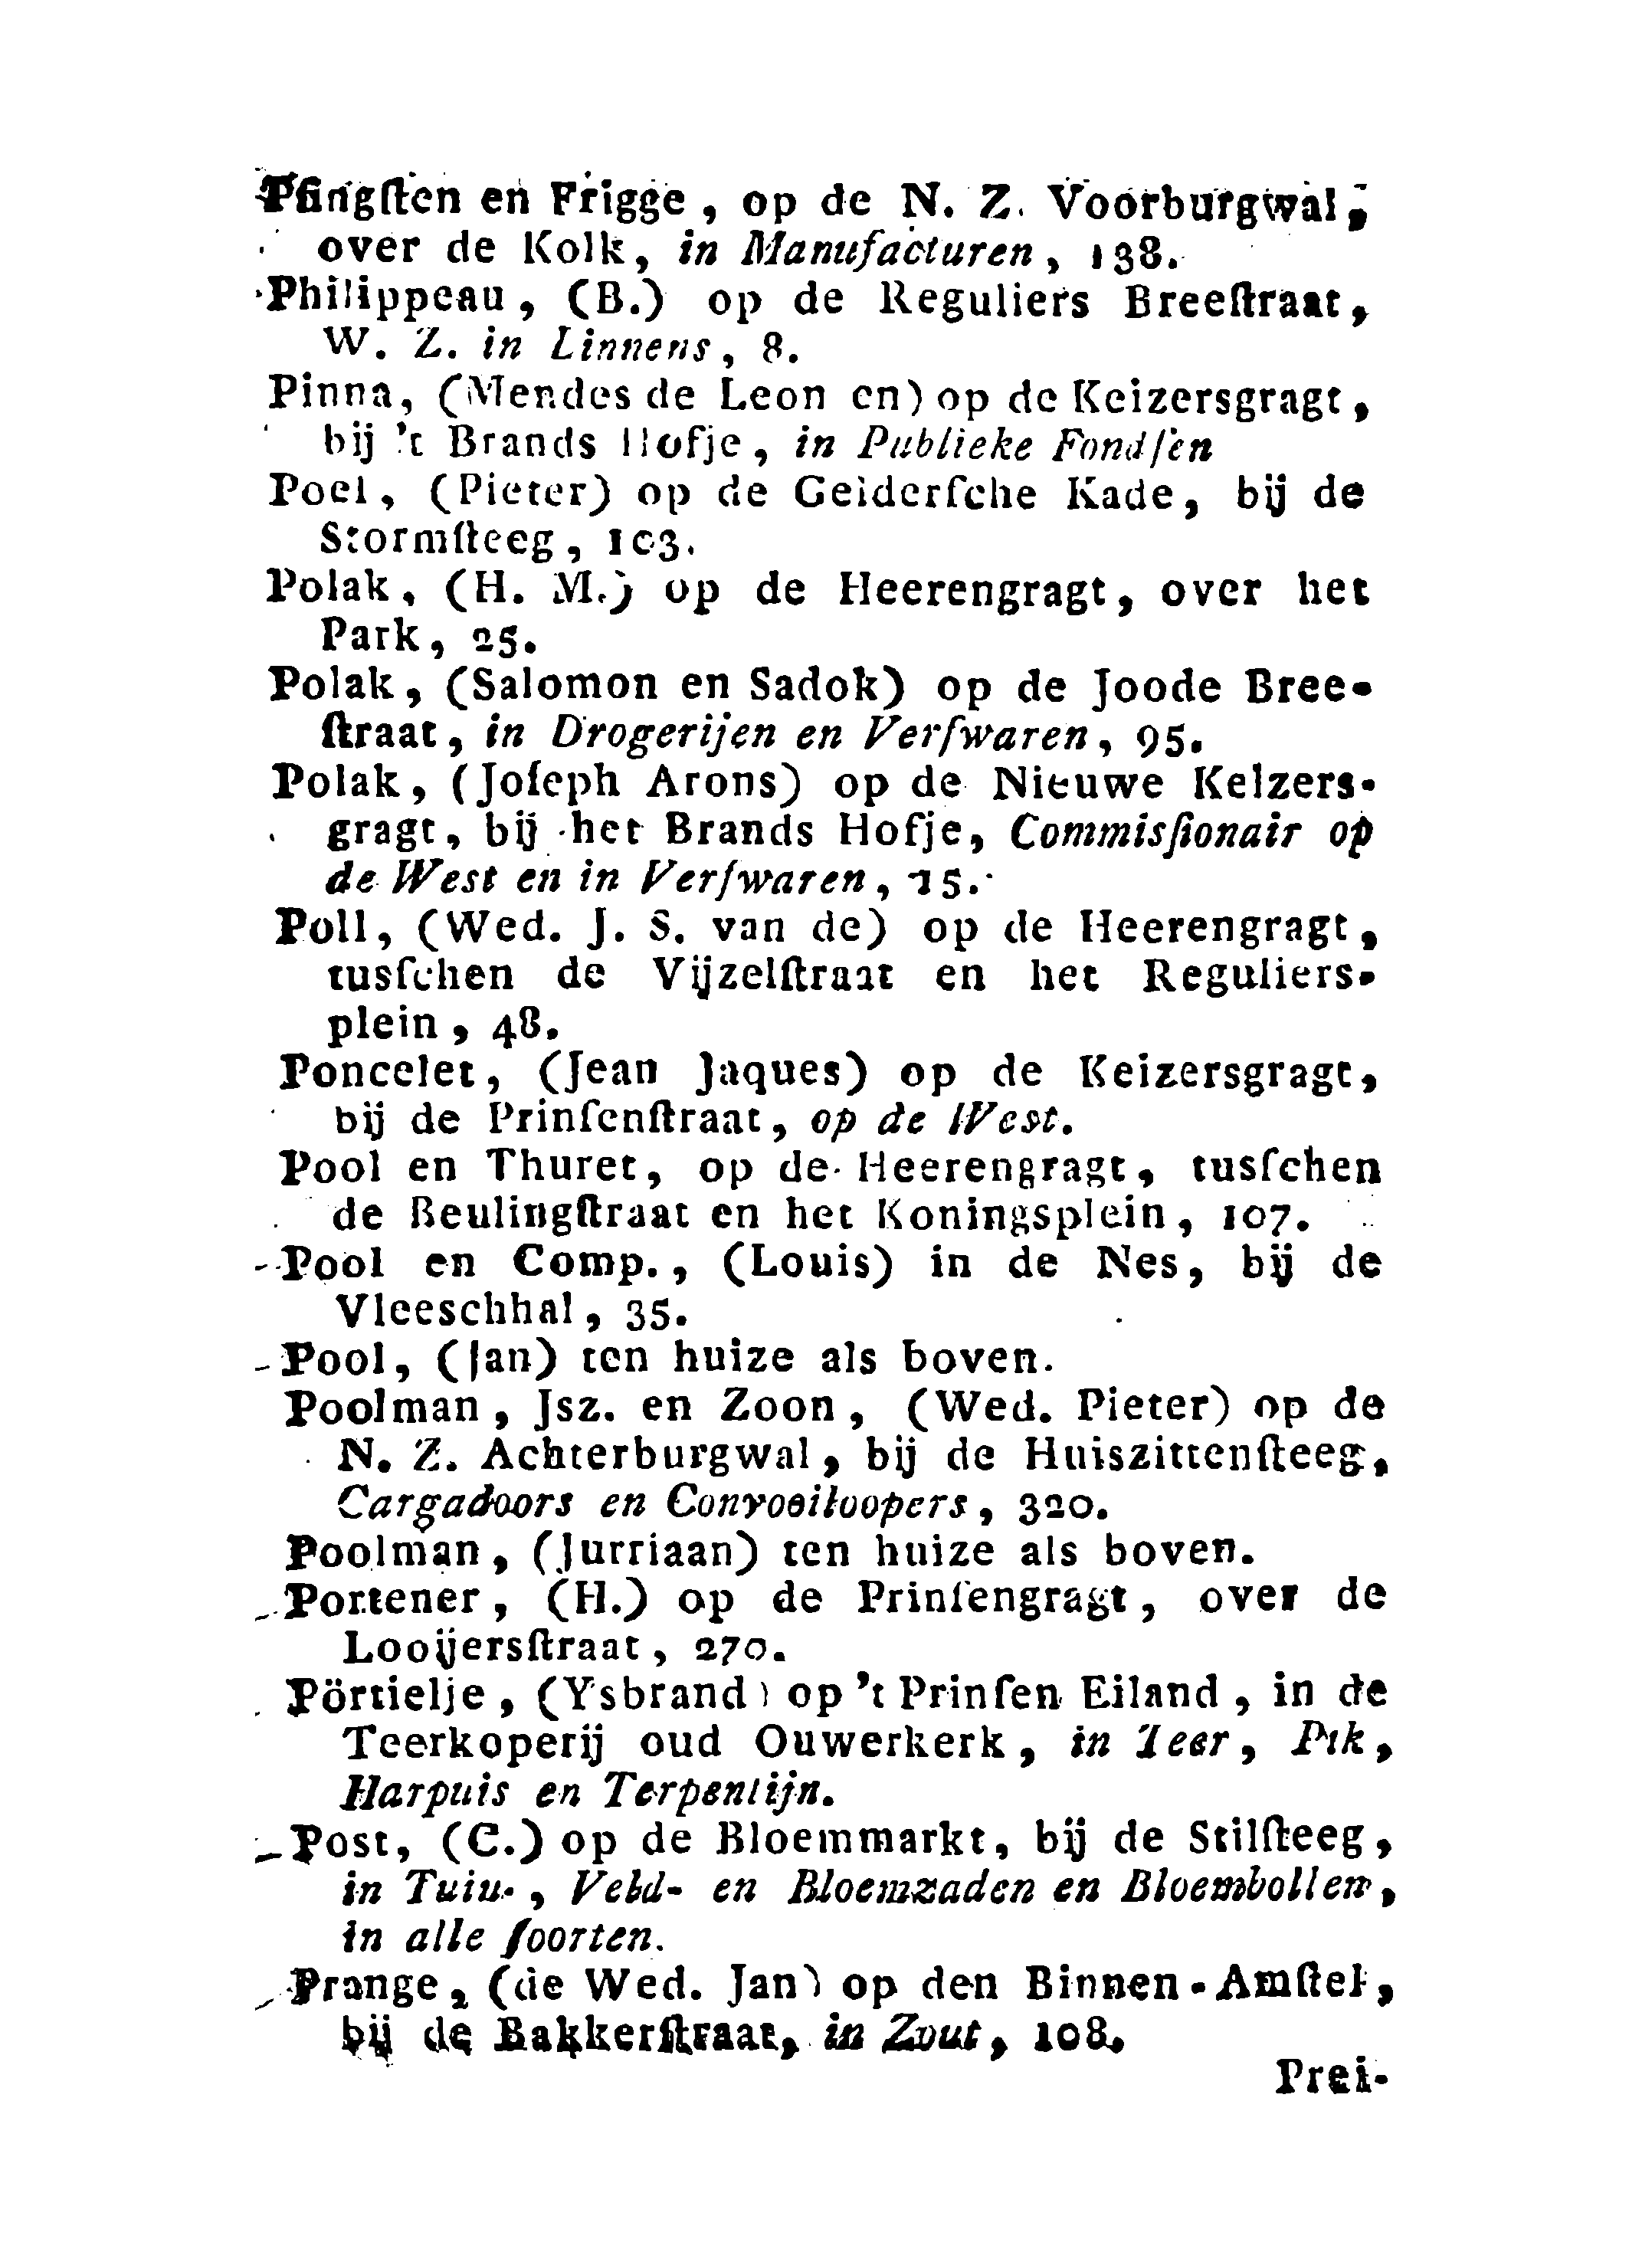 Pfingſten en Frigge, op de N. Z. Voorburgwal,
over de Kolk, in Manufacturen, 138.
Philippeau, (B.) op de Reguliers Breeſtraat,
W. Z. in Linnens, 8.
Pinna, (Mendes de Leon en) op de Keizersgragt,
bij 't Brands Hofje, in Publieke Fondſen
Poel, (Pieter) op de Gelderſche Kade, bij de
Stormſteeg, 103.
Polak, (H. M.) op de Heerengragt, over het
Park, 25.
Polak, (Salomon en Sadok) op de Joode Bree-
ſtraat, in Drogerijen en Verfwaren, 95.
Polak, (Joſeph Arons) op de Nieuwe Keizers-
gragt, bij het Brands Hofje, Commisſionair op
de West en in Verfwaren, 15.
Poll, (Wed. J. S. van de) op de Heerengragt,
tusſchen de Vijzelſtraat en het Reguliers-
plein, 48.
Poncelet, (Jean Jaques) op de Keizersgragt,
bij de Prinſenſtraat, op de West.
Pool en Thuret, op de Heerengragt, tusſchen
de Beulingſtraat en het Koningsplein, 107.
Pool en Comp., (Louis) in de Nes, bij de
Vleeschhal, 35.
Pool, (Jan) ten huize als boven.
Poolman, Jsz. en Zoon, (Wed. Pieter) op de
N. Z. Achterburgwal, bij de Huiszittenſteeg,
Cargadoors en Convooiloopers, 320.
Poolman, (Jurriaan) ten huize als boven.
Portener, (H.) op de Prinſengragt, over de
Looijersſtraat, 270.
Pörtielje, (Ysbrand) op 't Prinſen Eiland, in de
Teerkoperij oud Ouwerkerk, in Teer, Pik,
Harpuis en Terpentijn.
Post, (C.) op de Bloemmarkt, bij de Stilſteeg,
in Tuin-, Veld- en Bloemzaden en Bloembollen,
in alle ſoorten.
Prange, (de Wed. Jan) op den Binnen-Amſtel,
bij de Bakkerſtraat, in Zout, 108.
Prei-